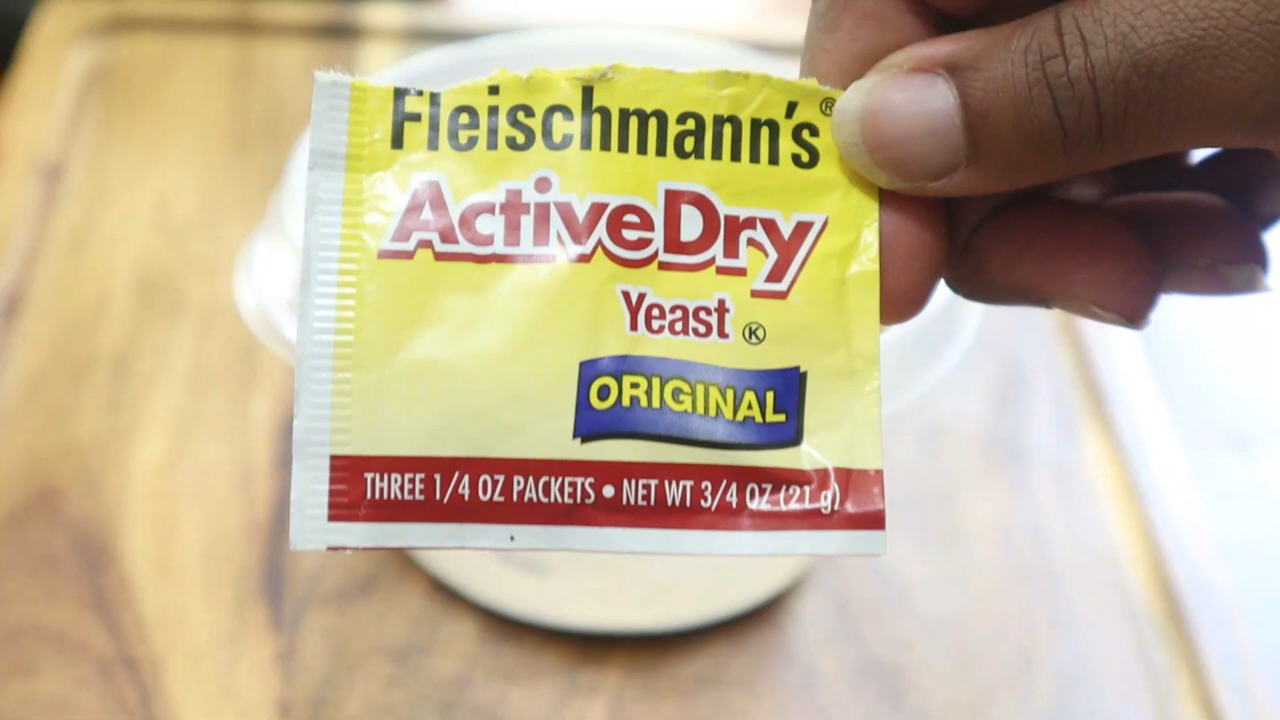 Fleischmann's®
ActiveDry
Yeast K
ORIGINAL
THREE 1/4 OZ PACKETS • NET WT 3/4 OZ (21 g)